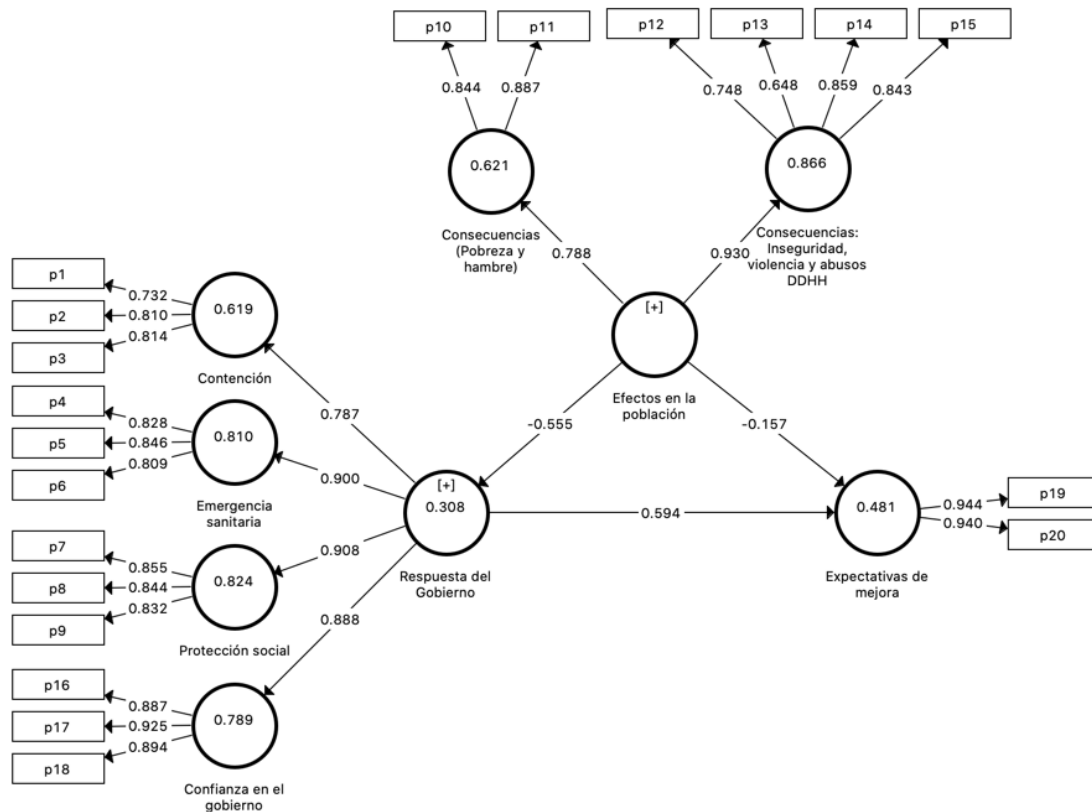 p10
p11
p12
p13
p14
p15
0.844
0.887
0.748
0.648
0.859
0.843
0.621
0.866
Consecuencias
(Pobreza y
hambre)
Consecuencias:
Inseguridad,
violencia y abusos
DDHH
0.788
0.930
[+]
Efectos en la
población
-0.555
-0.157
p1
p2
p3
0.732
0.810
0.814
0.619
Contención
0.787
p4
p5
p6
0.828
0.846
0.809
0.810
Emergencia
sanitaria
0.900
p7
p8
p9
0.855
0.844
0.832
0.824
Protección social
0.908
p16
p17
p18
0.887
0.925
0.894
0.789
Confianza en el
gobierno
0.888
[+]
0.308
Respuesta del
Gobierno
0.594
0.481
Expectativas de
mejora
0.944
0.940
p19
p20